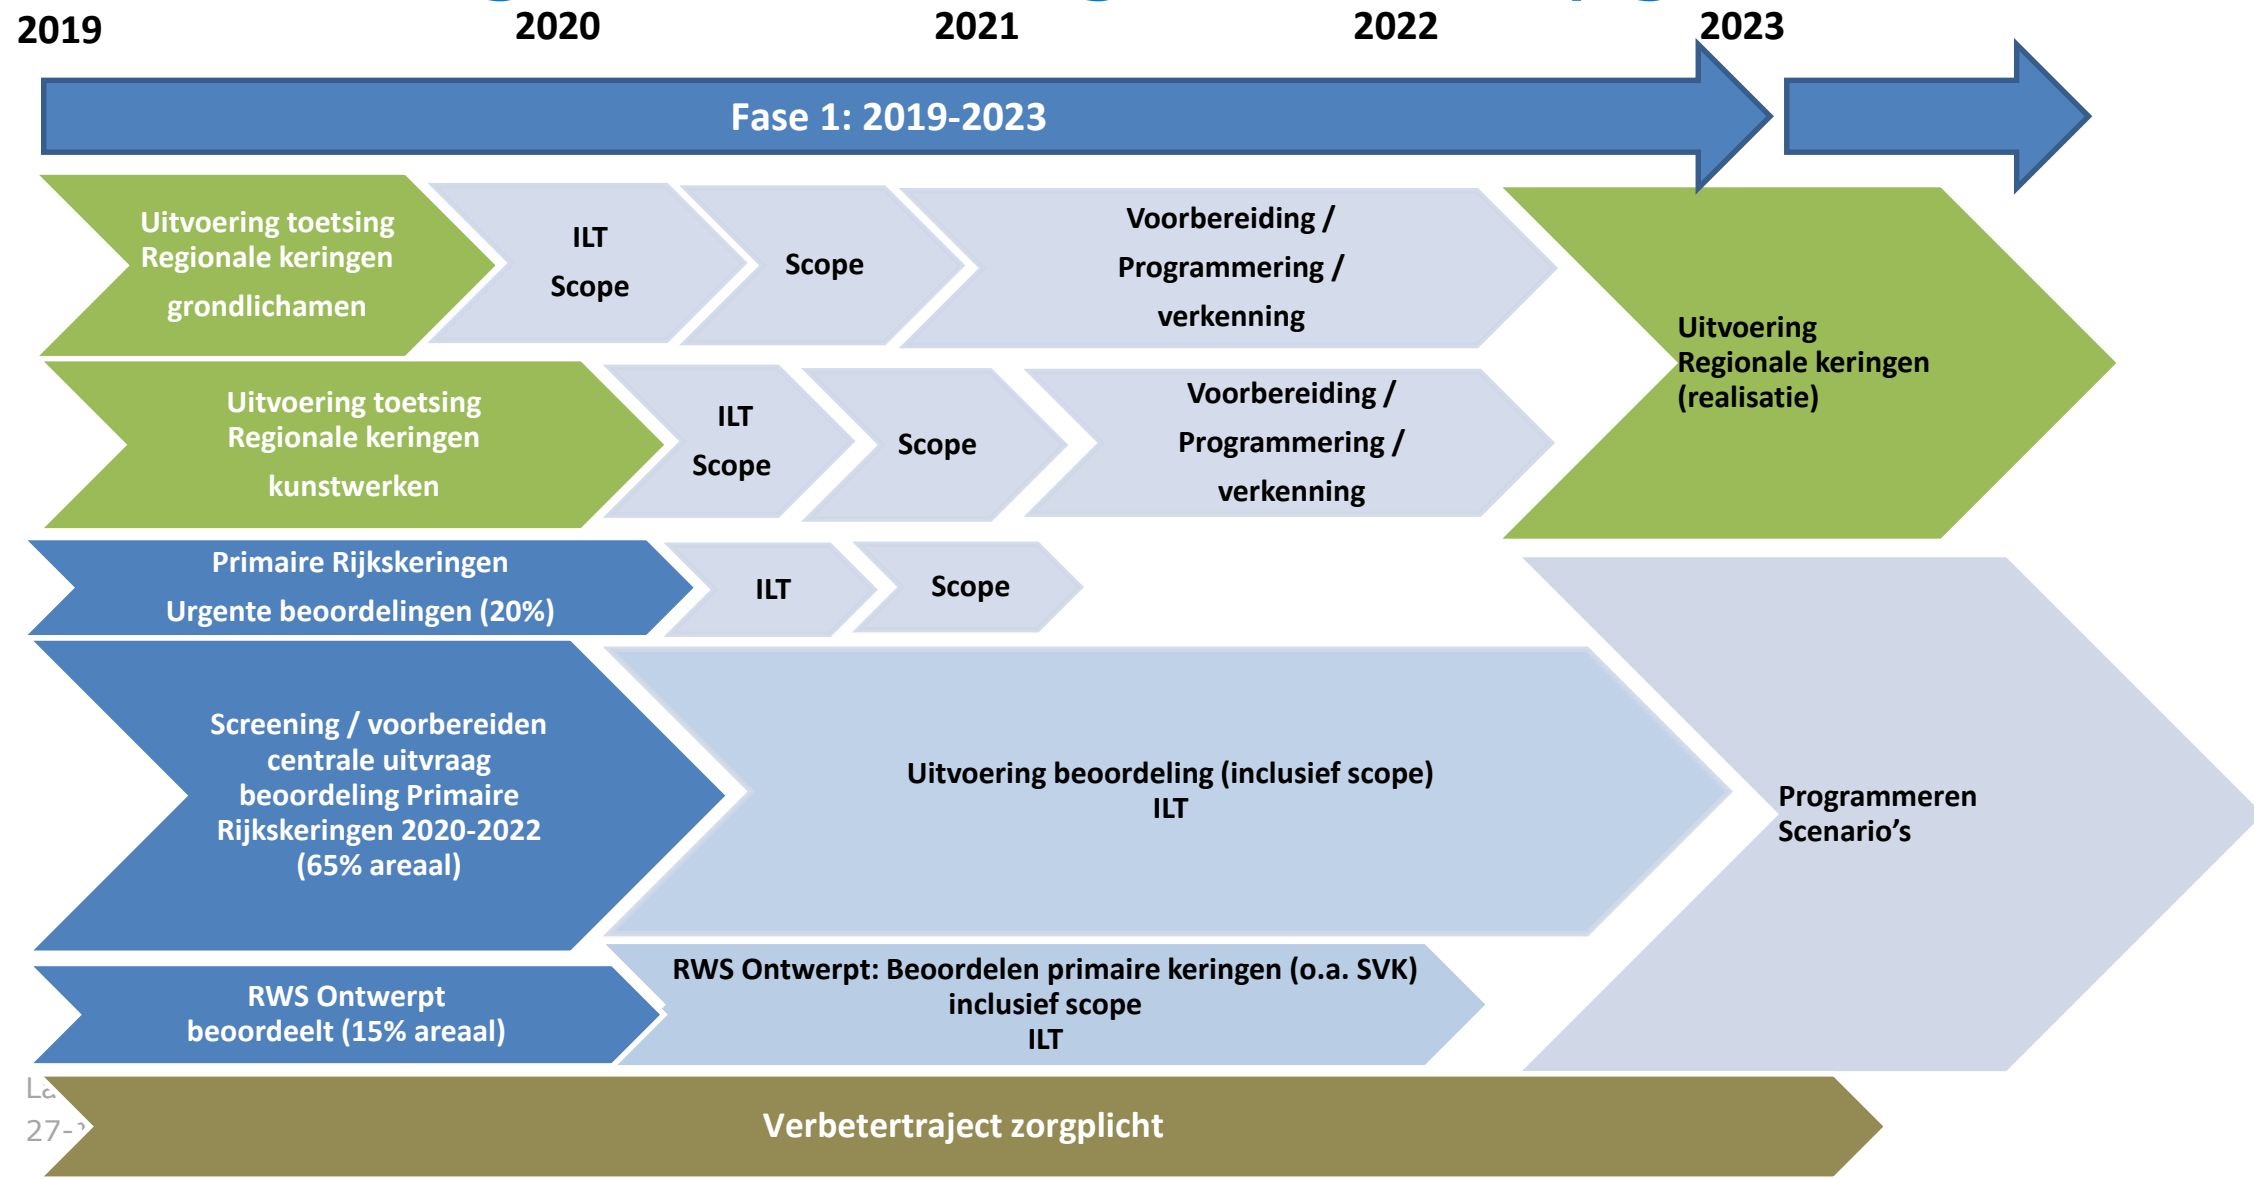 2019 2020 2021 2022 2023
Fase 1: 2019-2023
Uitvoering toetsing
Regionale keringen
grondlichamen
ILT
Scope
Scope
Voorbereiding /
Programmering /
verkenning
Uitvoering
Regionale keringen
(realisatie)
Uitvoering toetsing
Regionale keringen
kunstwerken
ILT
Scope
Scope
Voorbereiding /
Programmering /
verkenning
Primaire Rijkskeringen
Urgente beoordelingen (20%)
ILT
Scope
Screening / voorbereiden
centrale uitvraag
beoordeling Primaire
Rijkskeringen 2020-2022
(65% areaal)
Uitvoering beoordeling (inclusief scope)
ILT
Programmeren
Scenario’s
RWS Ontwerpt
beoordeelt (15% areaal)
RWS Ontwerpt: Beoordelen primaire keringen (o.a. SVK)
inclusief scope
ILT
27-
Verbetertraject zorgplicht